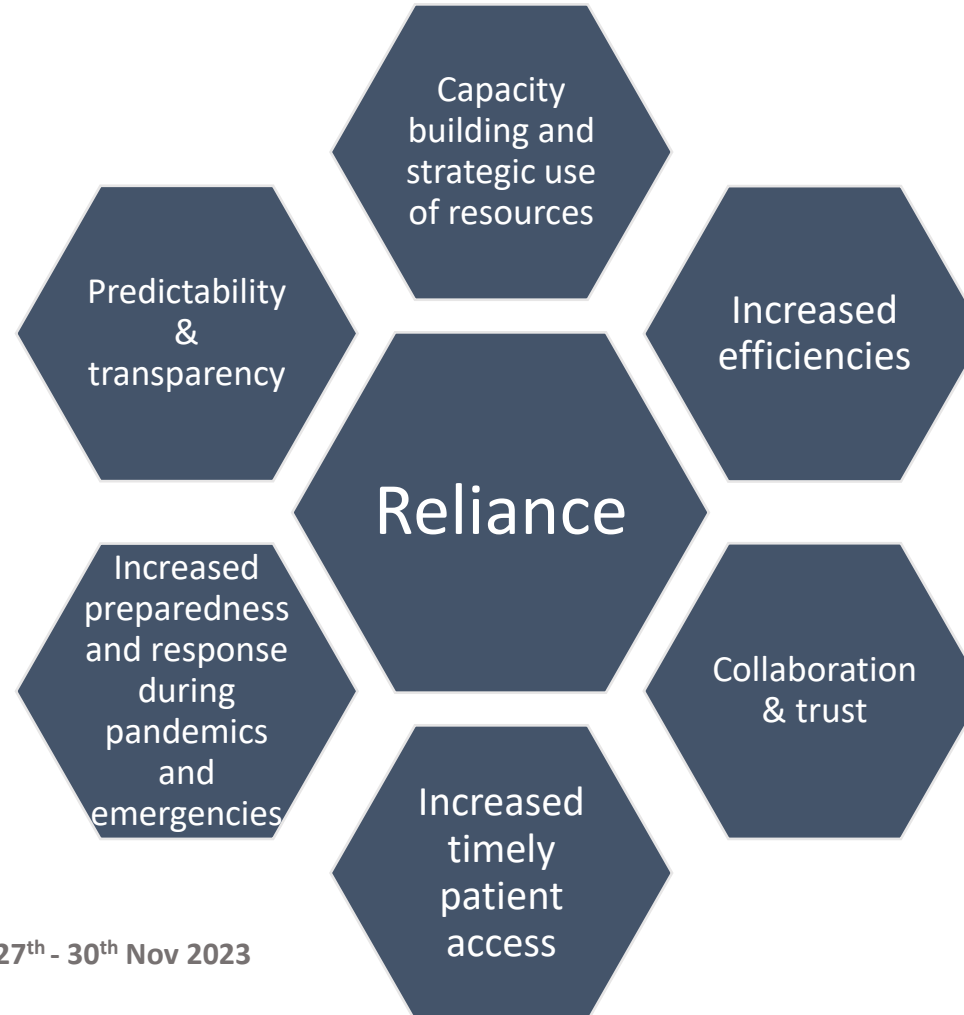 Capacity
building and
strategic use
of resources
Predictability
&
transparency
Increased
efficiencies
Reliance
Increased
preparedness
and response
during
pandemics
and
emergencies
Collaboration
& trust
Increased
timely
patient
access
27th - 30th Nov 2023